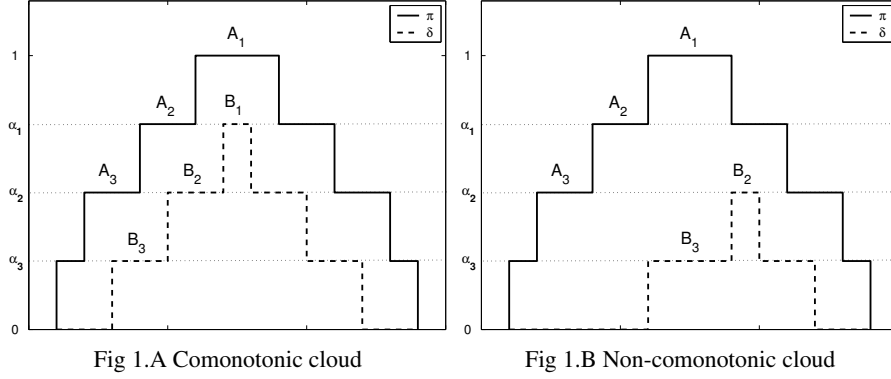 π
δ
1
A₁
A₂
B₁
α₁
A₃
B₂
α₂
B₃
α₃
0
Fig 1.A Comonotonic cloud
π
δ
1
A₁
A₂
α₁
A₃
B₂
α₂
B₃
α₃
0
Fig 1.B Non-comonotonic cloud